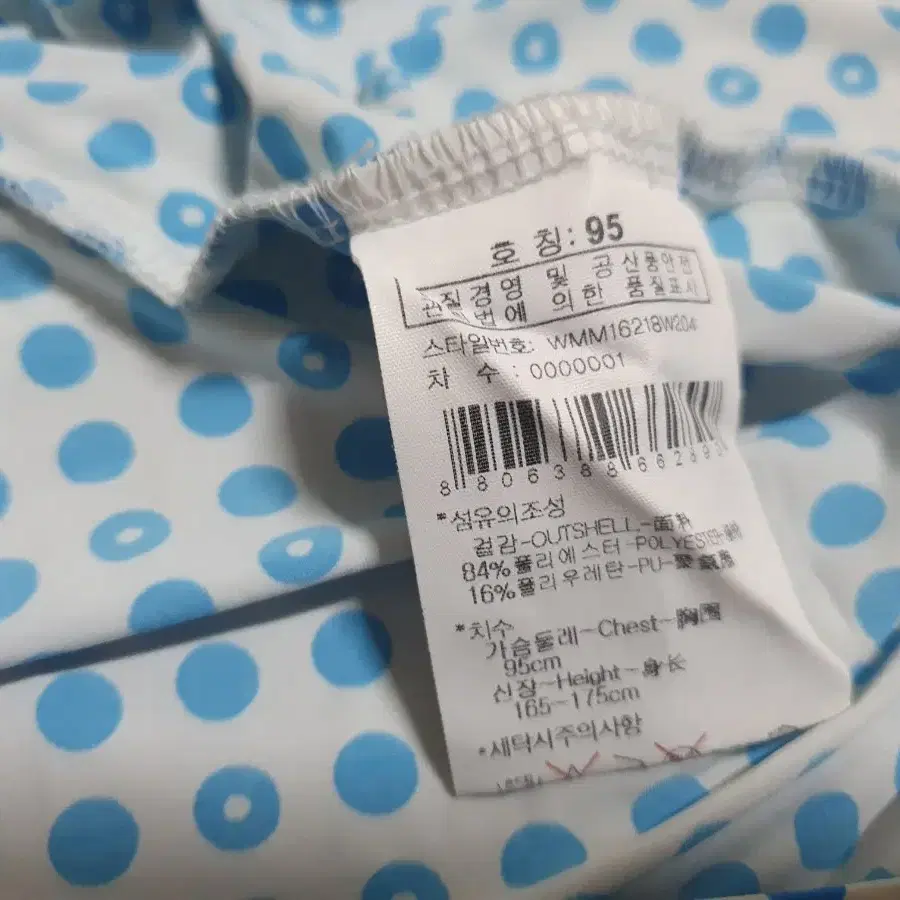 호 칭: 95
품질경영 및 공산품안전
관리법에 의한 품질표시
스타일번호: WMM16218W204
차 수 : 0000001
8 806388 66289
*섬유의조성
겉감-OUTSHELL-面料
84% 폴리에스터-POLYESTER-
16% 폴리우레탄-PU-
*치수
가슴둘레-Chest-胸围
95cm
신장-Height-身长
165-175cm
*세탁시주의사항